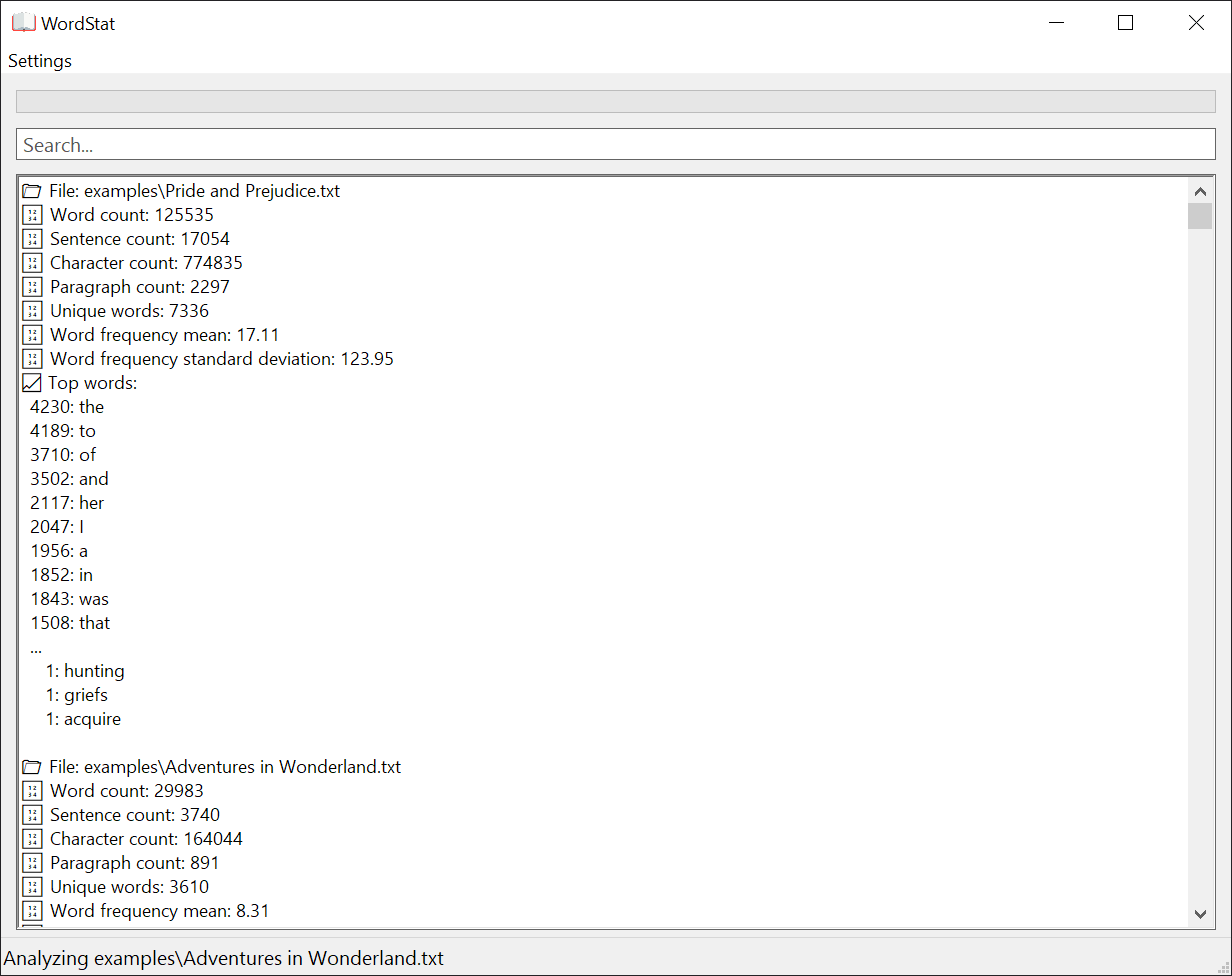 WordStat
Settings
Search...
File: examples\Pride and Prejudice.txt
Word count: 125535
Sentence count: 17054
Character count: 774835
Paragraph count: 2297
Unique words: 7336
Word frequency mean: 17.11
Word frequency standard deviation: 123.95
Top words:
4230: the
4189: to
3710: of
3502: and
2117: her
2047: I
1956: a
1852: in
1843: was
1508: that
...
1: hunting
1: griefs
1: acquire
File: examples\Adventures in Wonderland.txt
Word count: 29983
Sentence count: 3740
Character count: 164044
Paragraph count: 891
Unique words: 3610
Word frequency mean: 8.31
Analyzing examples\Adventures in Wonderland.txt